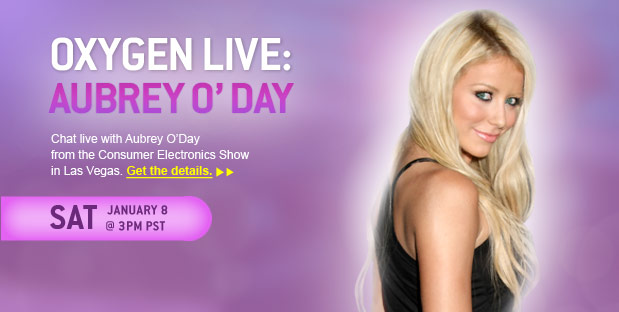 OXYGEN LIVE:
AUBREY O’ DAY
Chat live with Aubrey O'Day
from the Consumer Electronics Show
in Las Vegas. Get the details.
SAT
JANUARY 8
@ 3PM PST